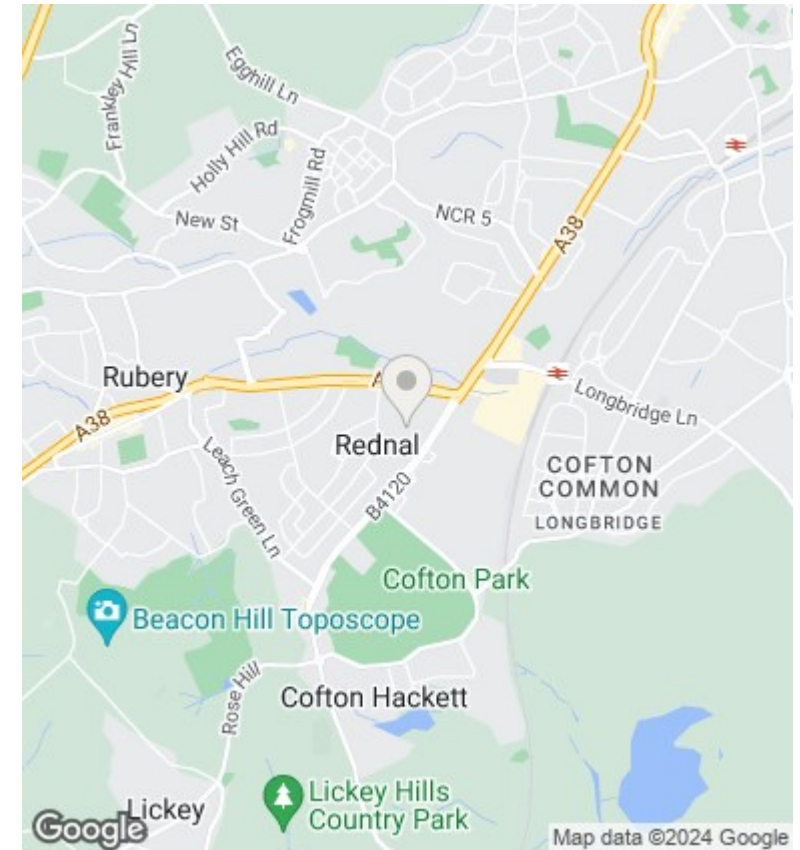 Frankley Hill Ln
Egghill Ln
Holly Hill Rd
Frogmill Rd
New St
NCR 5
A38
Rubery
A38
Leach Green Ln
Rednal
B4120
Longbridge Ln
COFTON
COMMON
LONGBRIDGE
Cofton Park
Beacon Hill Toposcope
Rose Hill
Cofton Hackett
Lickey
Lickey Hills
Country Park
Google
Map data ©2024 Google